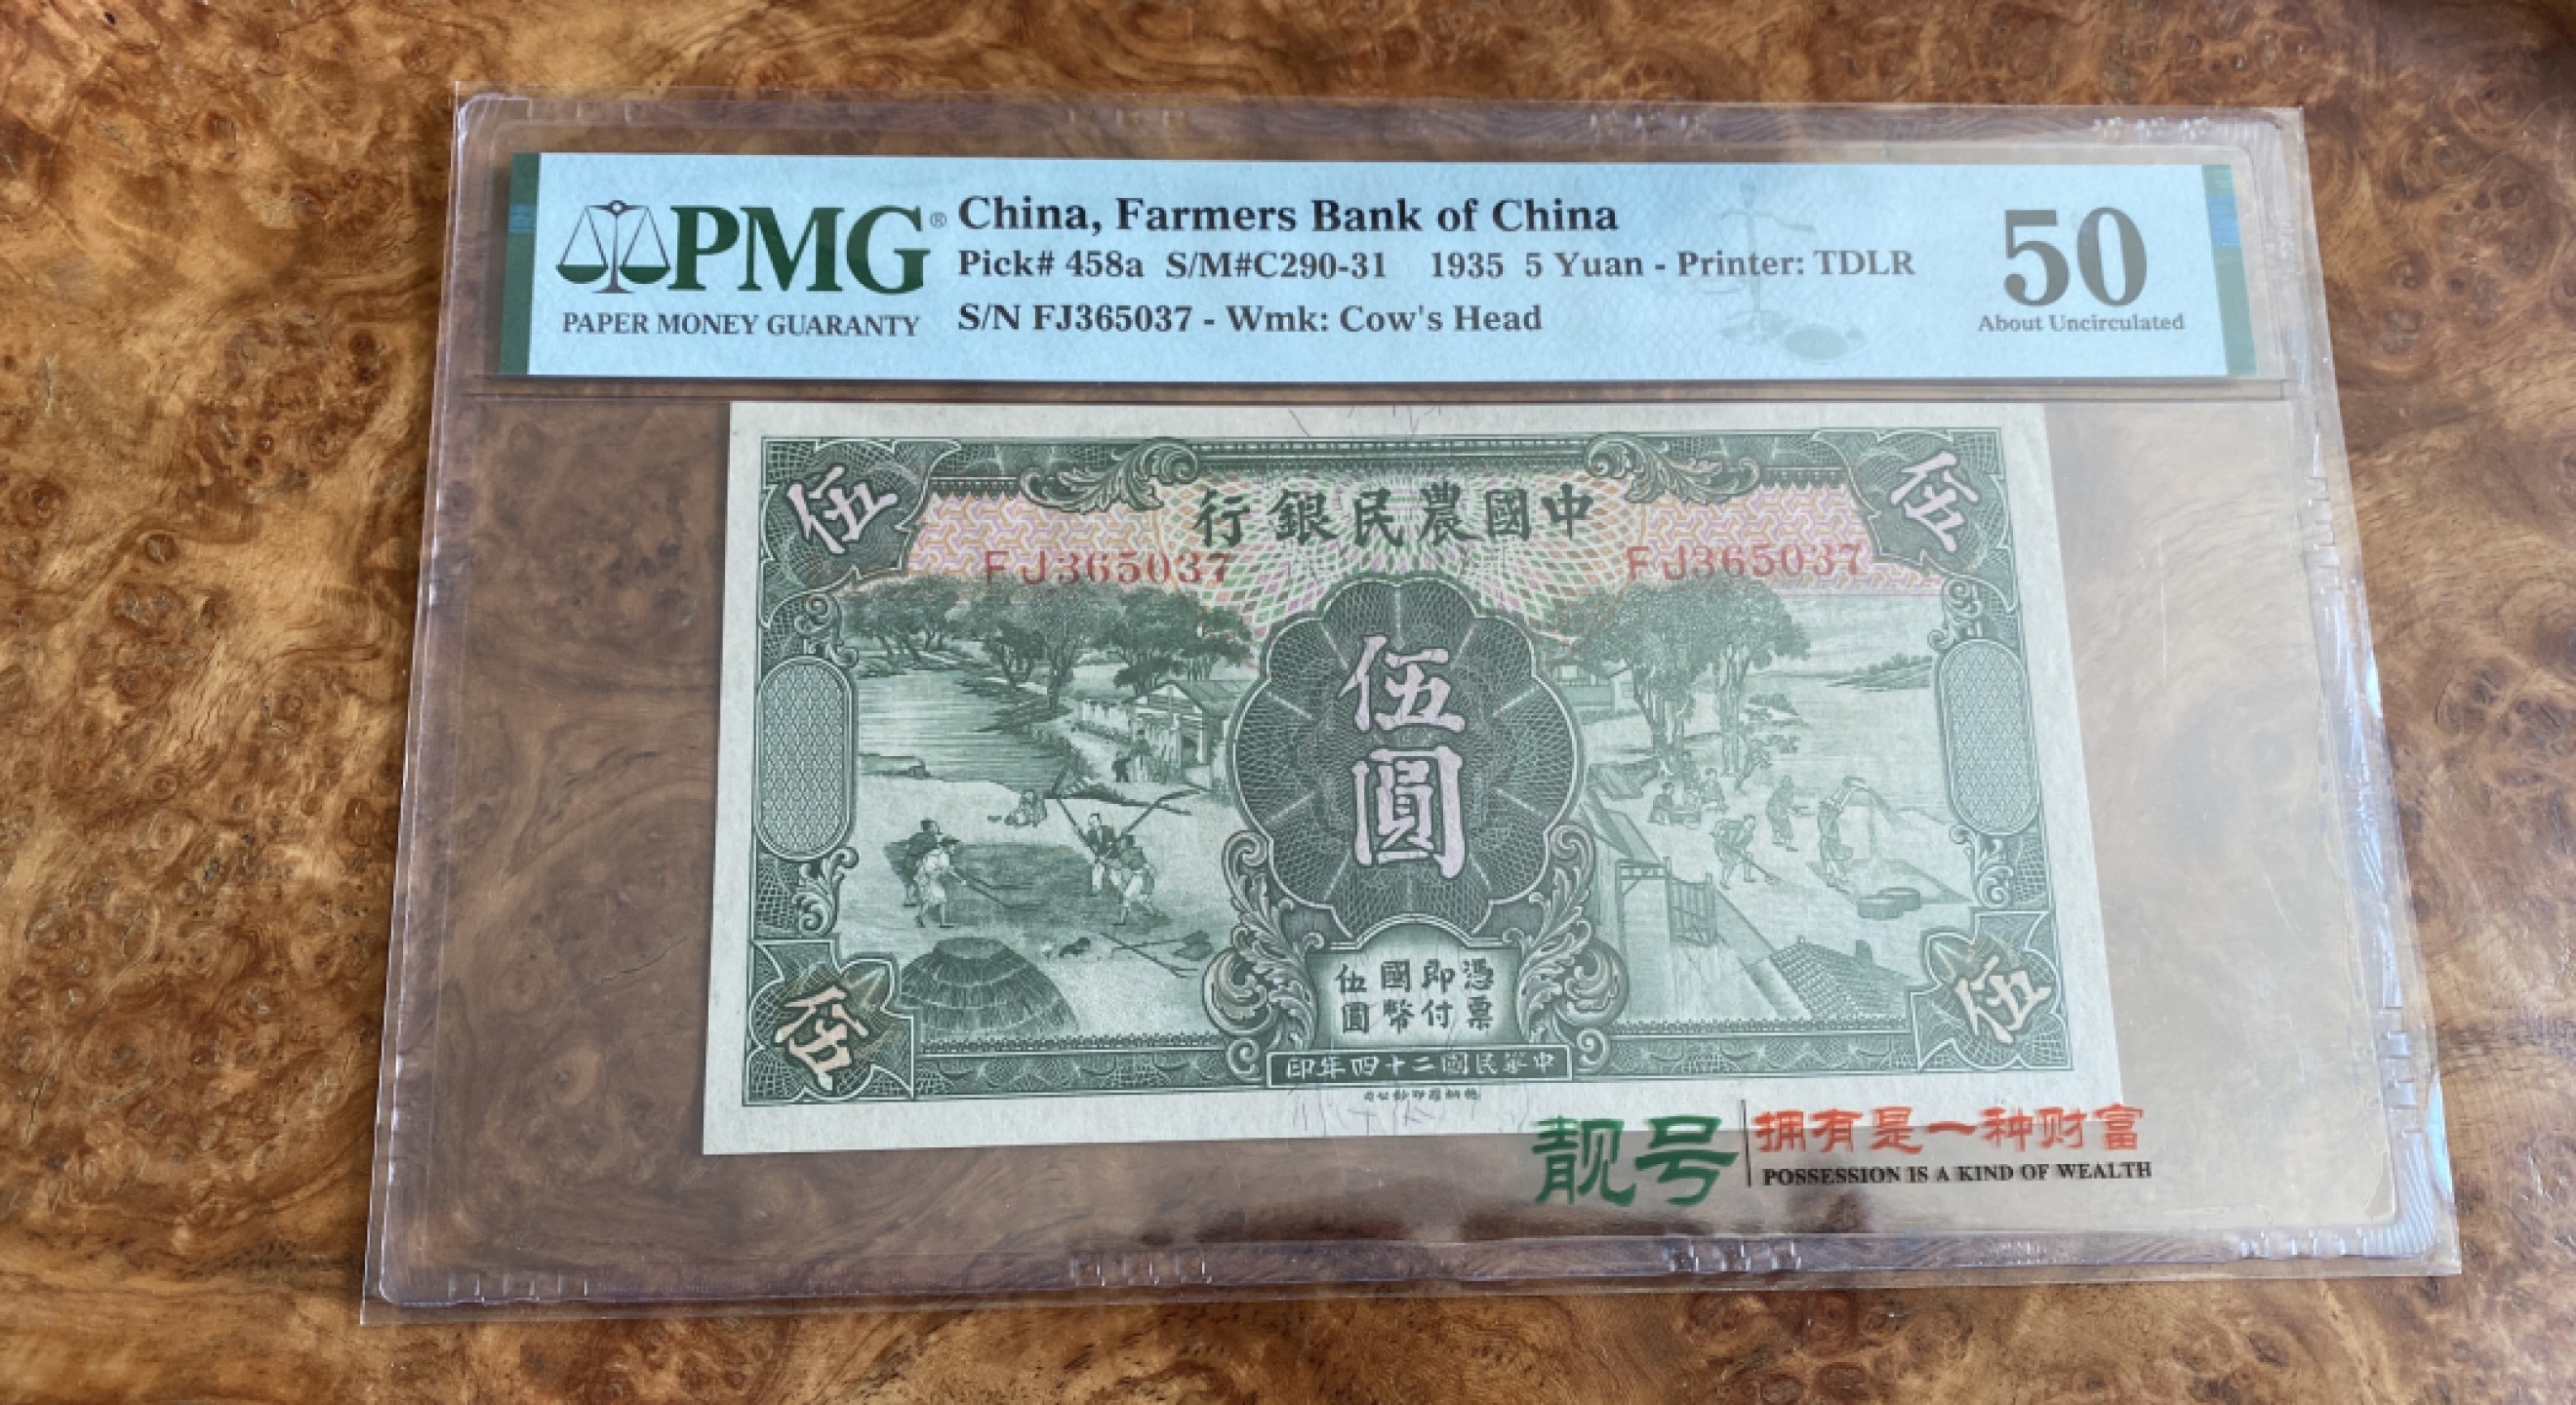 PMG®
PAPER MONEY GUARANTY
China, Farmers Bank of China
Pick# 458a S/M#C290-31 1935 5 Yuan - Printer: TDLR
S/N FJ365037 - Wmk: Cow's Head
50
About Uncirculated
伍
伍
行銀民農國中
FJ365037
FJ365037
伍
圓
憑票
即付
國幣
伍圓
伍
伍
印年四十二國民華中
靓号
拥有是一种财富
POSSESSION IS A KIND OF WEALTH